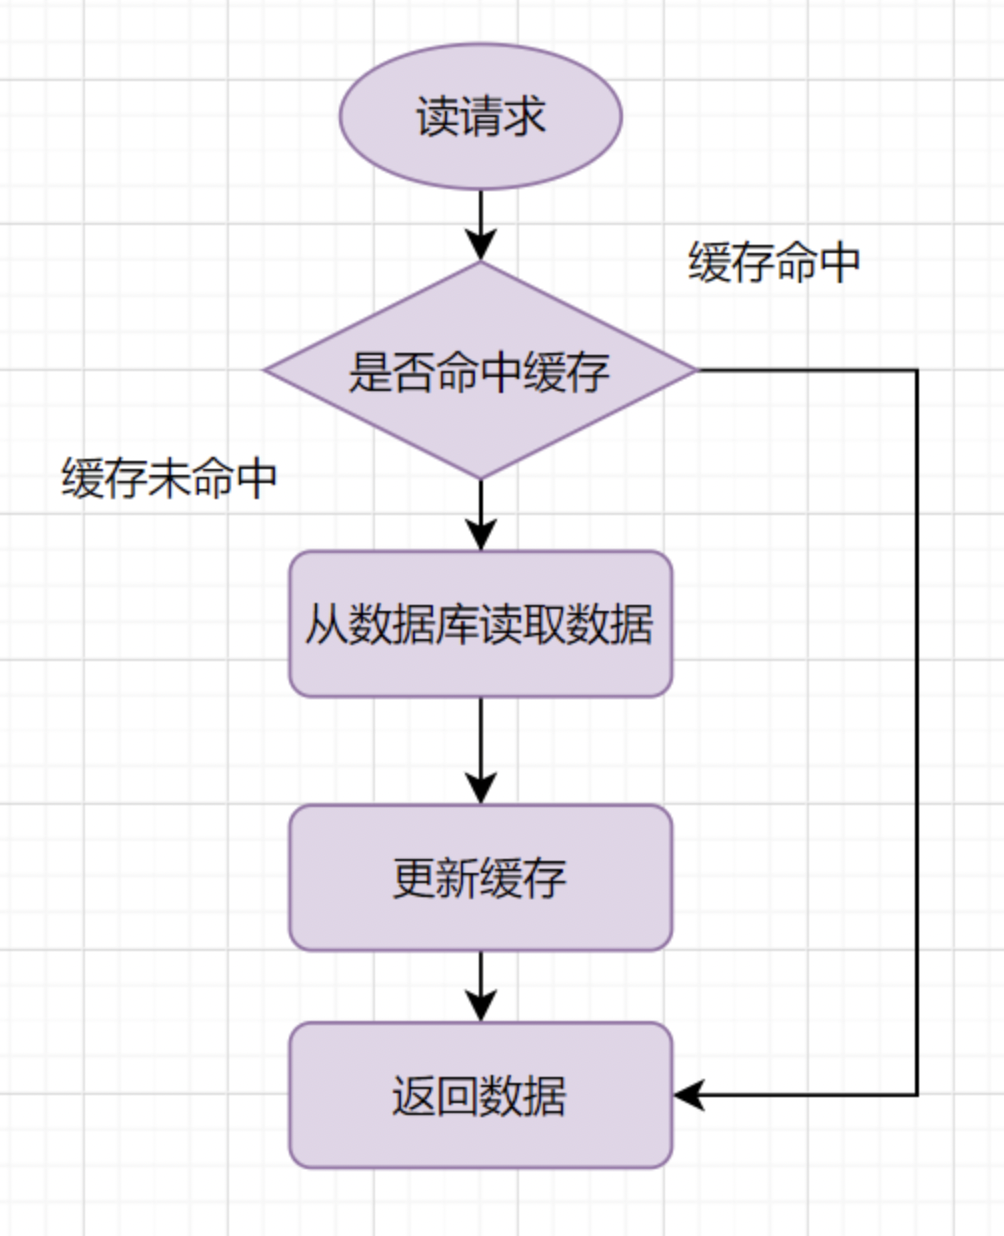 读请求
缓存命中
是否命中缓存
缓存未命中
从数据库读取数据
更新缓存
返回数据